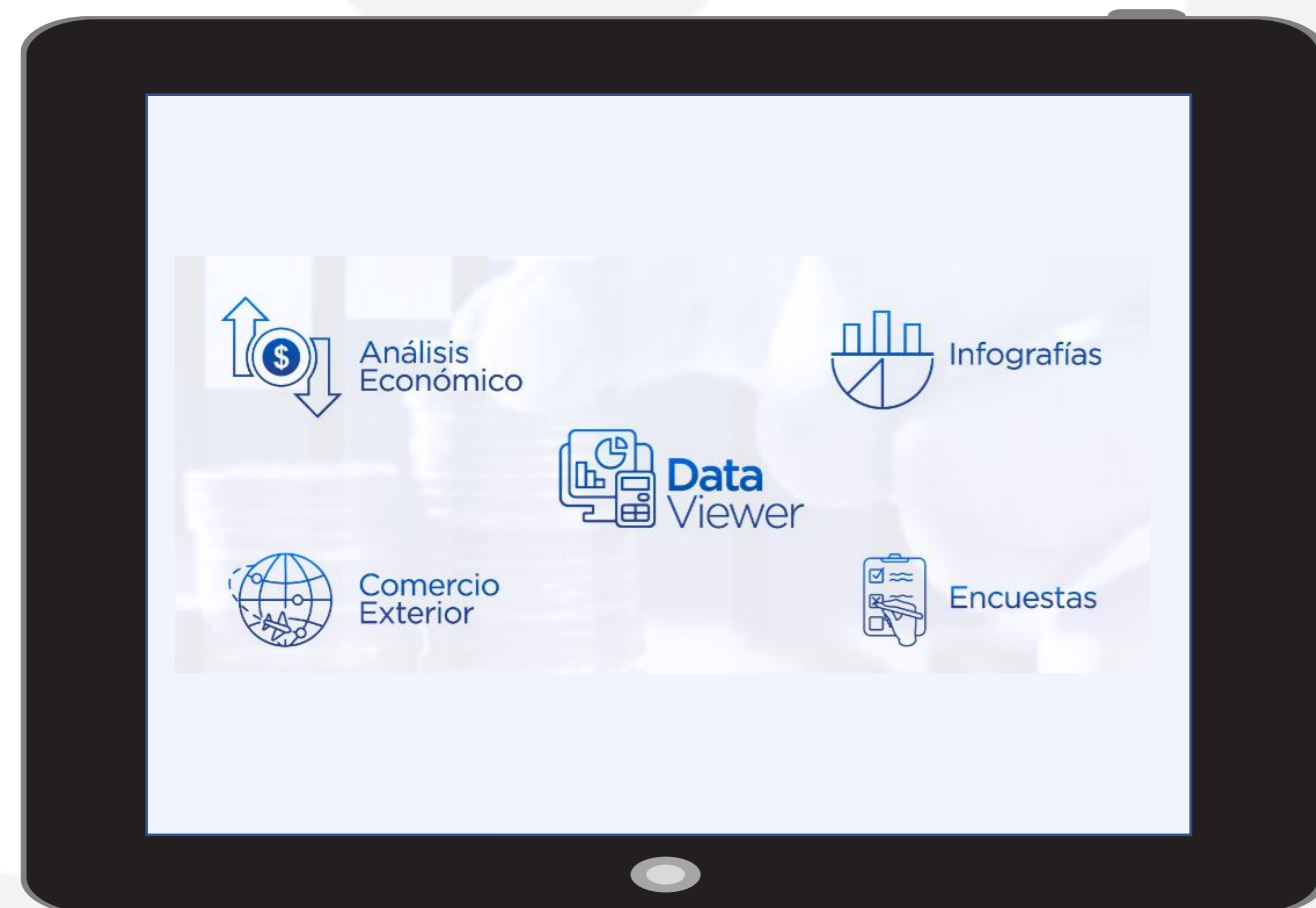 $
Análisis
Económico
Infografías
Data
Viewer
Comercio
Exterior
Encuestas